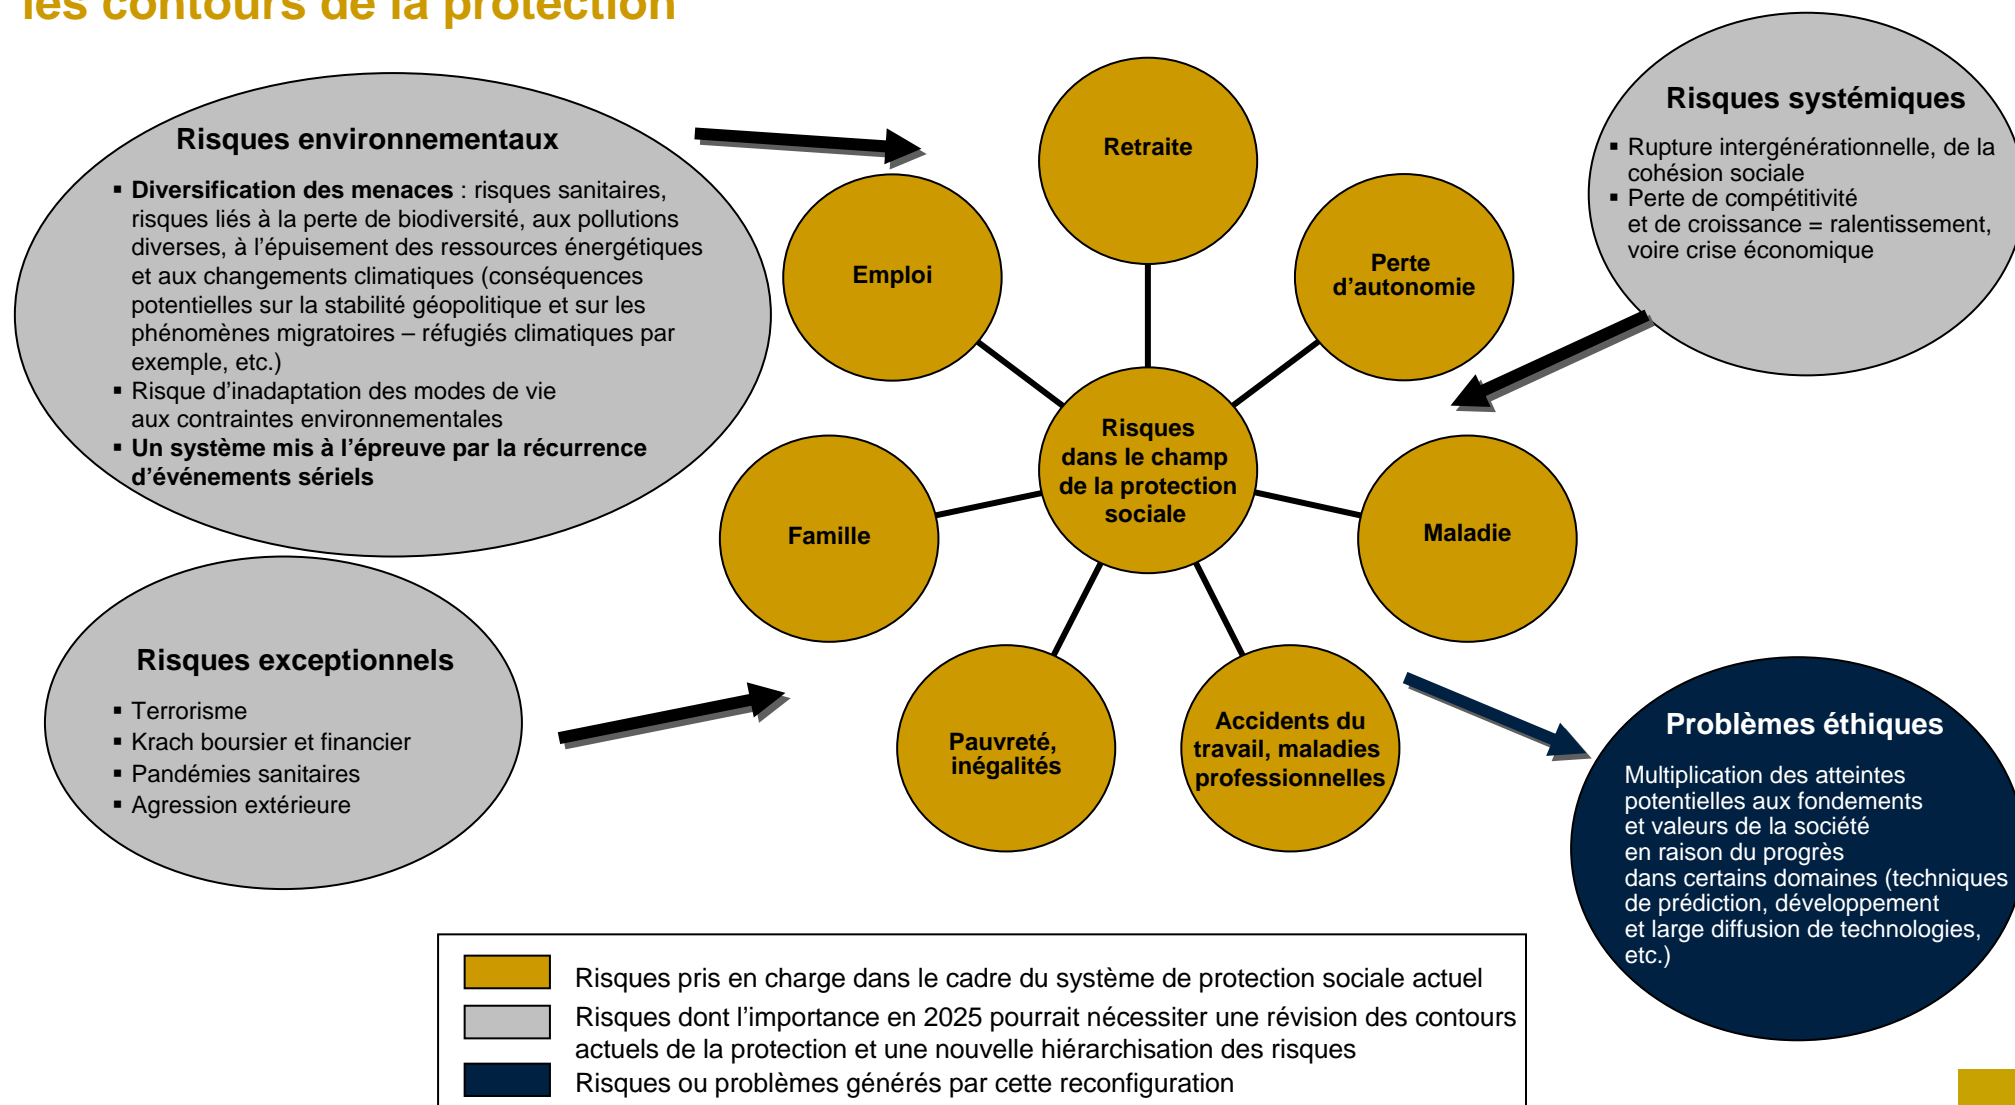 les contours de la protection
Risques environnementaux
▪ Diversification des menaces : risques sanitaires,
risques liés à la perte de biodiversité, aux pollutions
diverses, à l’épuisement des ressources énergétiques
et aux changements climatiques (conséquences
potentielles sur la stabilité géopolitique et sur les
phénomènes migratoires – réfugiés climatiques par
exemple, etc.)
▪ Risque d’inadaptation des modes de vie
aux contraintes environnementales
▪ Un système mis à l’épreuve par la récurrence
d’événements sériels
Risques exceptionnels
▪ Terrorisme
▪ Krach boursier et financier
▪ Pandémies sanitaires
▪ Agression extérieure
Retraite
Emploi
Perte
d’autonomie
Risques
dans le champ
de la protection
sociale
Famille
Maladie
Pauvreté,
inégalités
Accidents du
travail, maladies
professionnelles
Risques systémiques
▪ Rupture intergénérationnelle, de la
cohésion sociale
▪ Perte de compétitivité
et de croissance = ralentissement,
voire crise économique
Problèmes éthiques
Multiplication des atteintes
potentielles aux fondements
et valeurs de la société
en raison du progrès
dans certains domaines (techniques
de prédiction, développement
et large diffusion de technologies,
etc.)
Risques pris en charge dans le cadre du système de protection sociale actuel
Risques dont l’importance en 2025 pourrait nécessiter une révision des contours
actuels de la protection et une nouvelle hiérarchisation des risques
Risques ou problèmes générés par cette reconfiguration